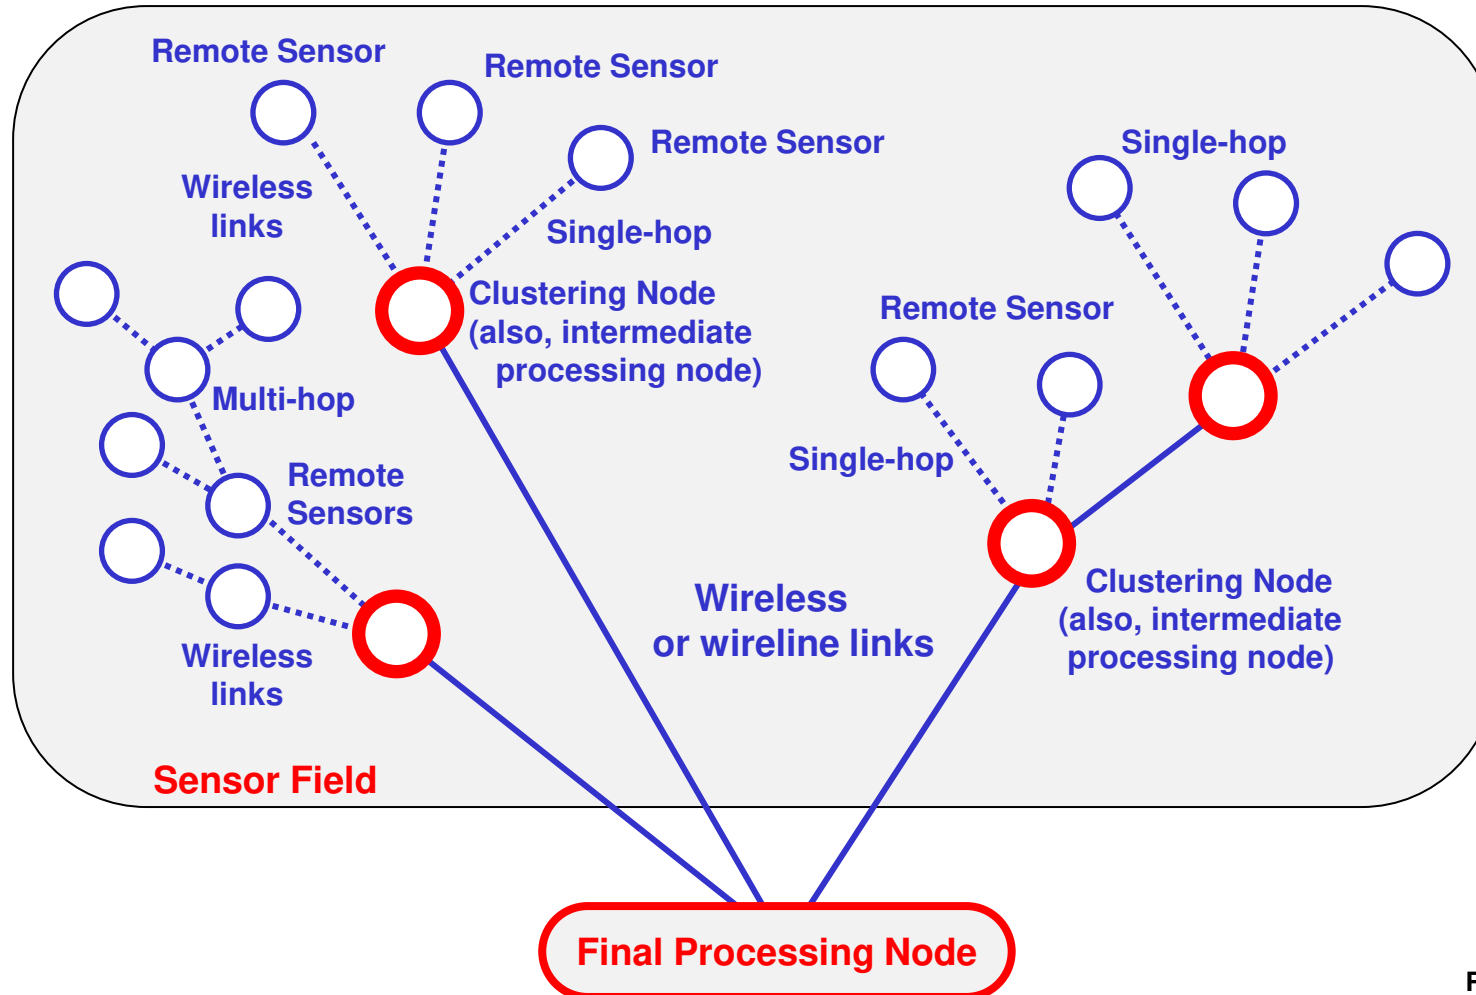 Remote Sensor
Remote Sensor
Remote Sensor
Single-hop
Wireless
links
Single-hop
Clustering Node
(also, intermediate
processing node)
Remote Sensor
Multi-hop
Single-hop
Remote
Sensors
Wireless
or wireline links
Clustering Node
(also, intermediate
processing node)
Wireless
links
Sensor Field
Final Processing Node